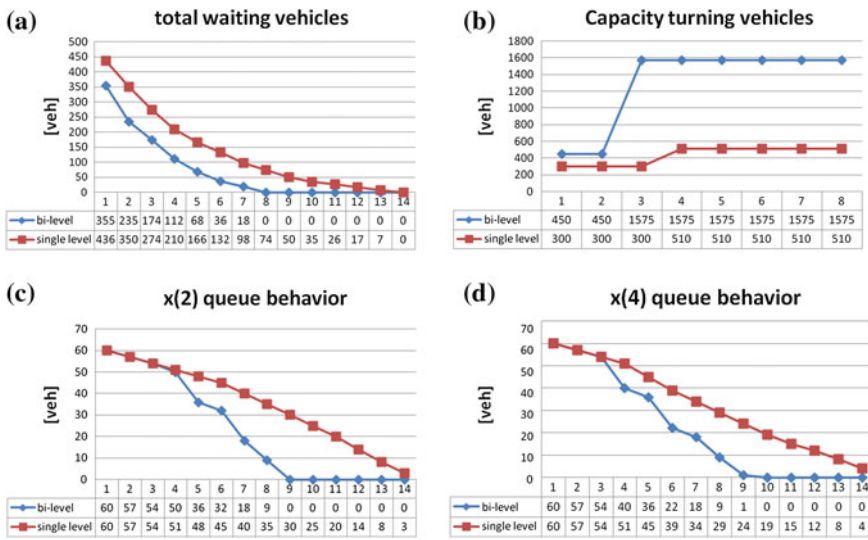 (a)
total waiting vehicles
[veh]
500
450
400
350
300
250
200
150
100
50
0
1 2 3 4 5 6 7 8 9 10 11 12 13 14
bi-level 355 235 174 112 68 36 18 0 0 0 0 0 0 0
single level 436 350 274 210 166 132 98 74 50 35 26 17 7 0
(b)
Capacity turning vehicles
[veh]
1800
1600
1400
1200
1000
800
600
400
200
0
1 2 3 4 5 6 7 8
bi-level 450 450 1575 1575 1575 1575 1575 1575
single level 300 300 300 510 510 510 510 510
(c)
x(2) queue behavior
[veh]
70
60
50
40
30
20
10
0
1 2 3 4 5 6 7 8 9 10 11 12 13 14
bi-level 60 57 54 50 36 32 18 9 0 0 0 0 0 0
single level 60 57 54 51 48 45 40 35 30 25 20 14 8 3
(d)
x(4) queue behavior
[veh]
70
60
50
40
30
20
10
0
1 2 3 4 5 6 7 8 9 10 11 12 13 14
bi-level 60 57 54 40 36 22 18 9 1 0 0 0 0 0
single level 60 57 54 51 45 39 34 29 24 19 15 12 8 4